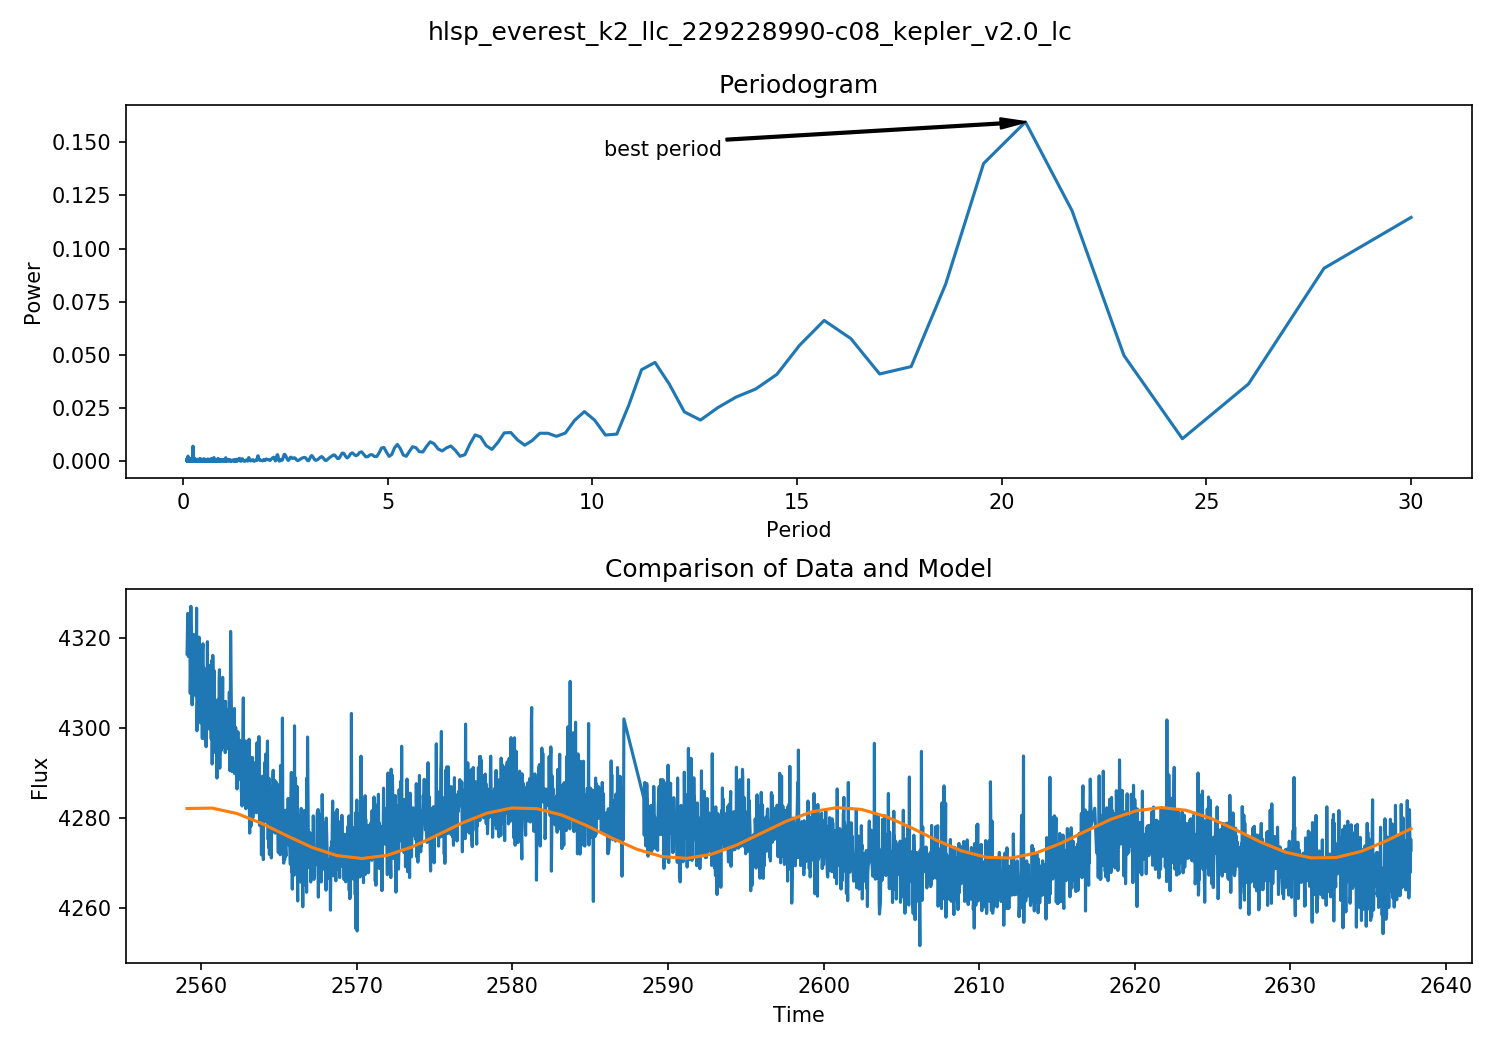 hlsp_everest_k2_llc_229228990-c08_kepler_v2.0_lc
Periodogram
0.150
0.125
0.100
0.075
0.050
0.025
0.000
Power
best period
0 5 10 15 20 25 30
Period
Comparison of Data and Model
4320
4300
4280
4260
Flux
2560 2570 2580 2590 2600 2610 2620 2630 2640
Time